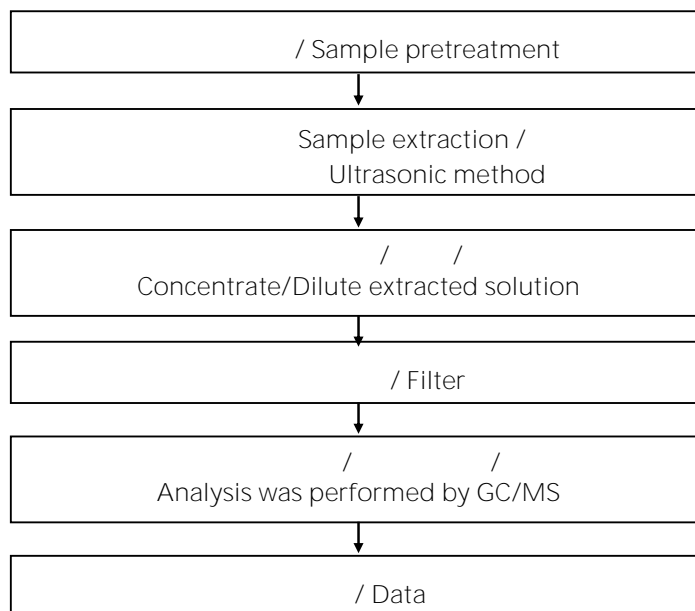 / Sample pretreatment
Sample extraction /
Ultrasonic method
/ /
Concentrate/Dilute extracted solution
/ Filter
/ /
Analysis was performed by GC/MS
/ Data